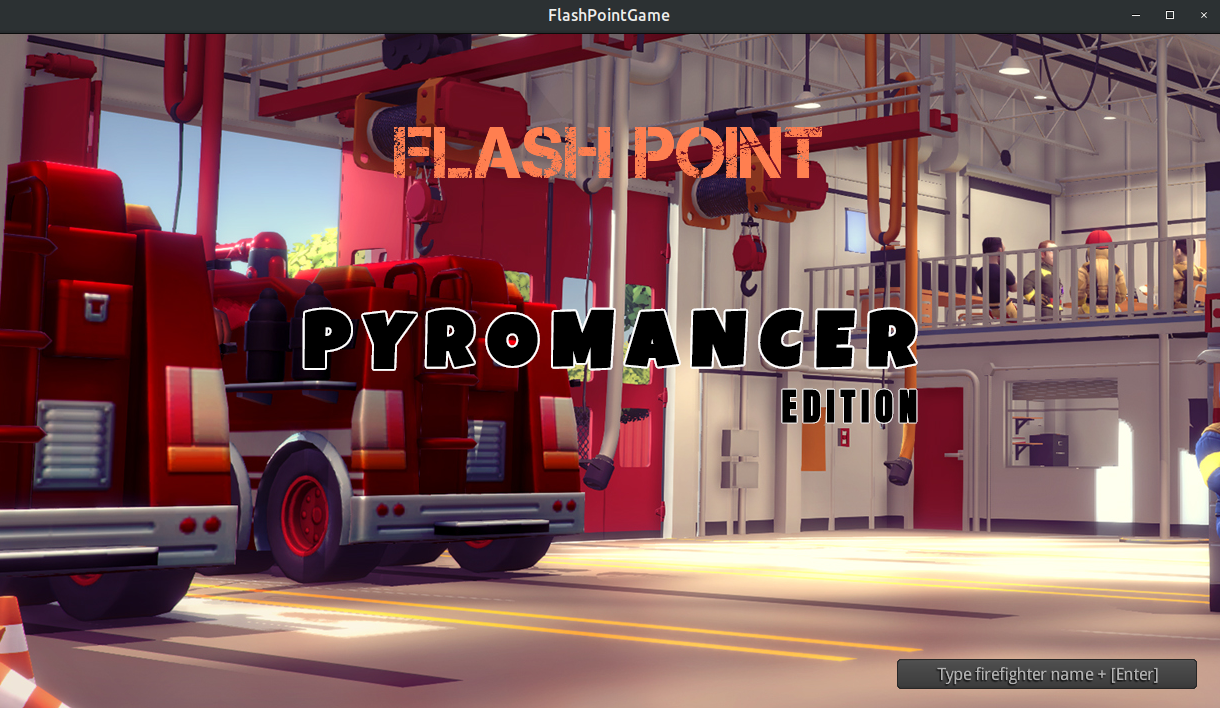 FlashPointGame
FLASH POINT
PYROMANCER
EDITION
Type firefighter name + [Enter]